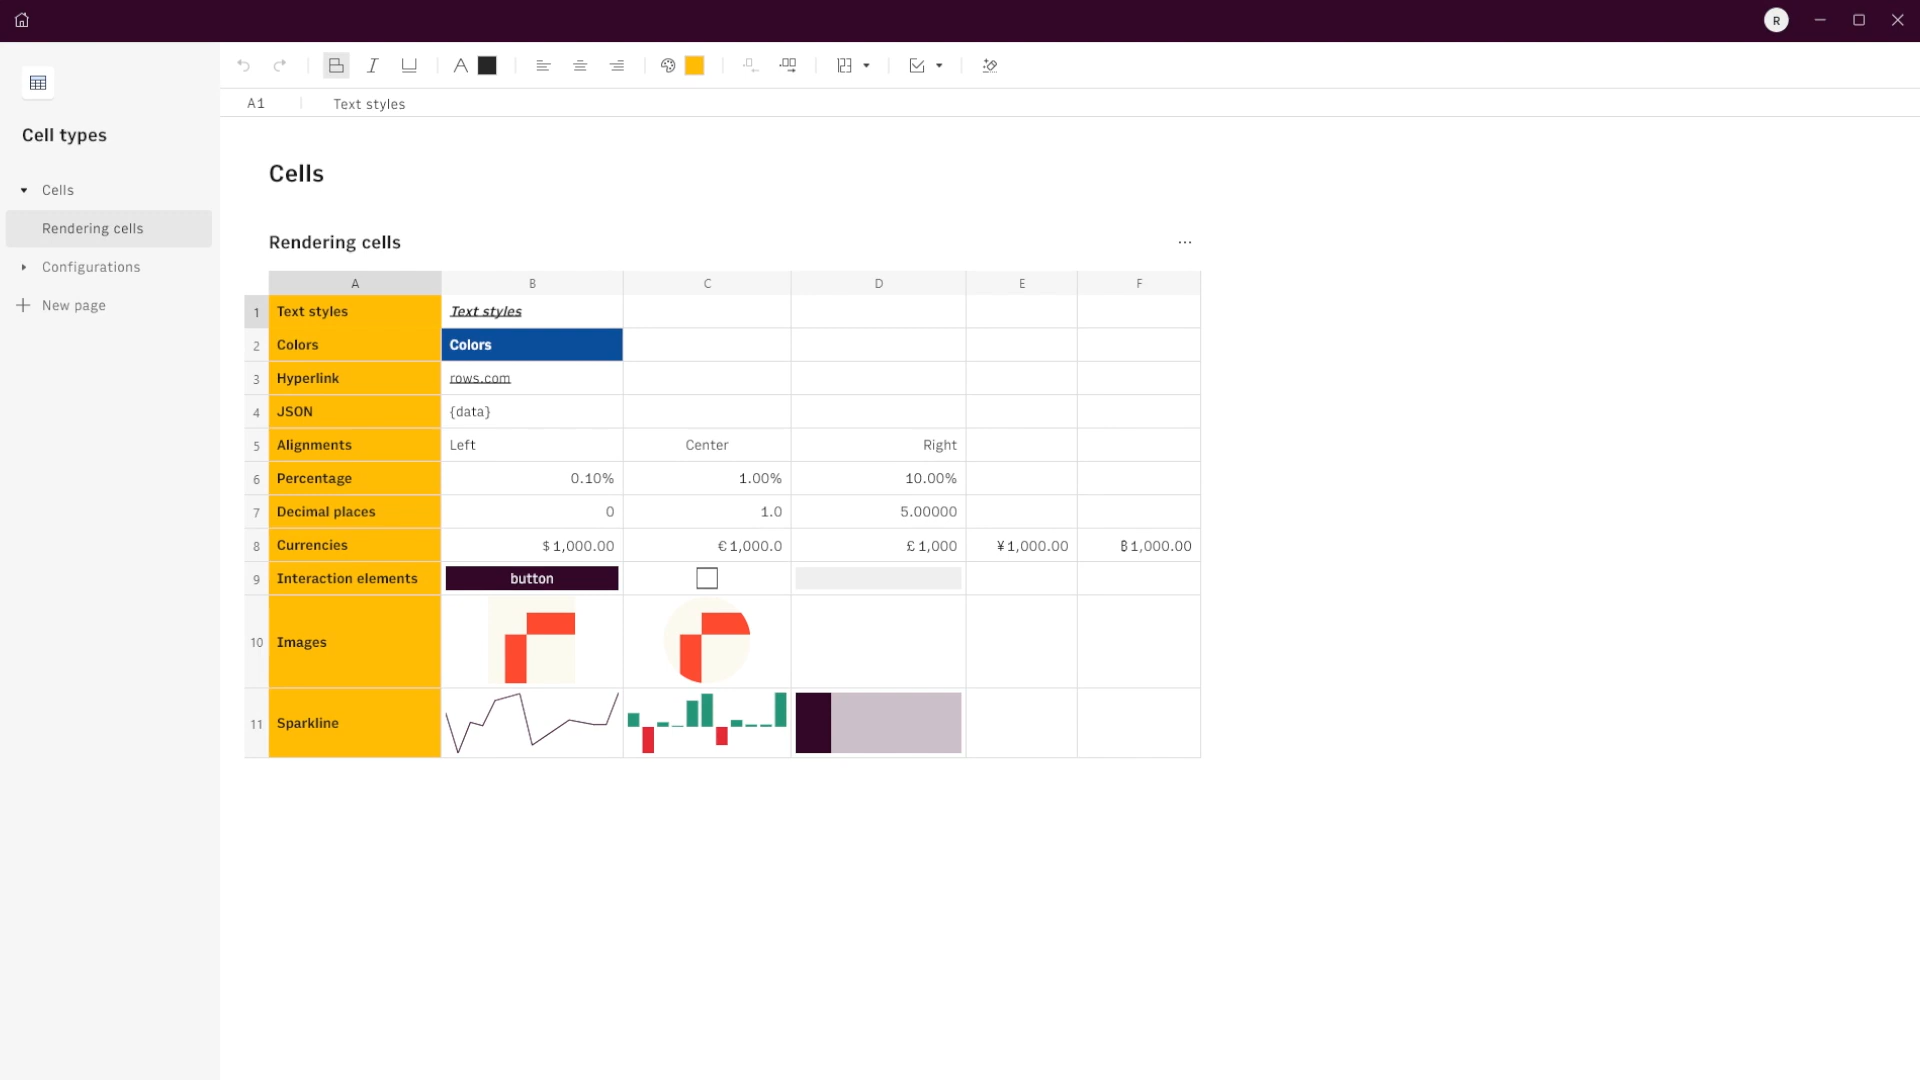 R
A1 Text styles
Cell types
Cells
Rendering cells
Configurations
New page
Cells
Rendering cells
A B C D E F
1 Text styles Text styles
2 Colors Colors
3 Hyperlink rows.com
4 JSON {data}
5 Alignments Left Center Right
6 Percentage 0.10% 1.00% 10.00%
7 Decimal places 0 1.0 5.00000
8 Currencies $1,000.00 €1,000.0 £1,000 ¥1,000.00 ₿1,000.00
9 Interaction elements button
10 Images
11 Sparkline